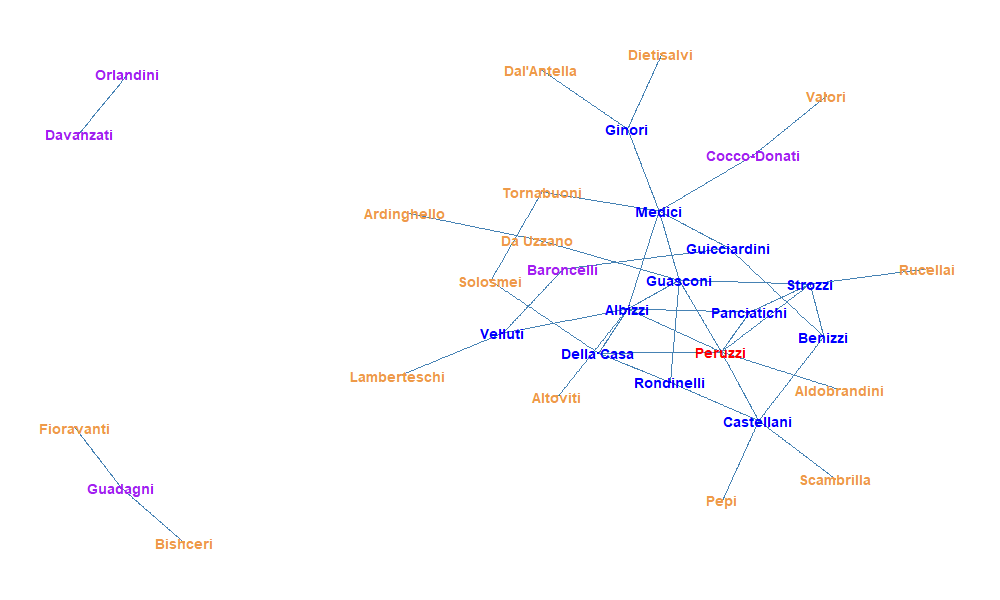 Dietisalvi
Dal'Antella
Orlandini
Valori
Ginori
Davanzati
Cocco-Donati
Tornabuoni
Ardinghello
Medici
Da Uzzano
Guicciardini
Baroncelli
Rucellai
Solosmei
Guasconi
Strozzi
Albizzi
Panciatichi
Velluti
Benizzi
Della Casa
Peruzzi
Lamberteschi
Rondinelli
Aldobrandini
Altoviti
Castellani
Fioravanti
Scambrilla
Guadagni
Pepi
Bishceri